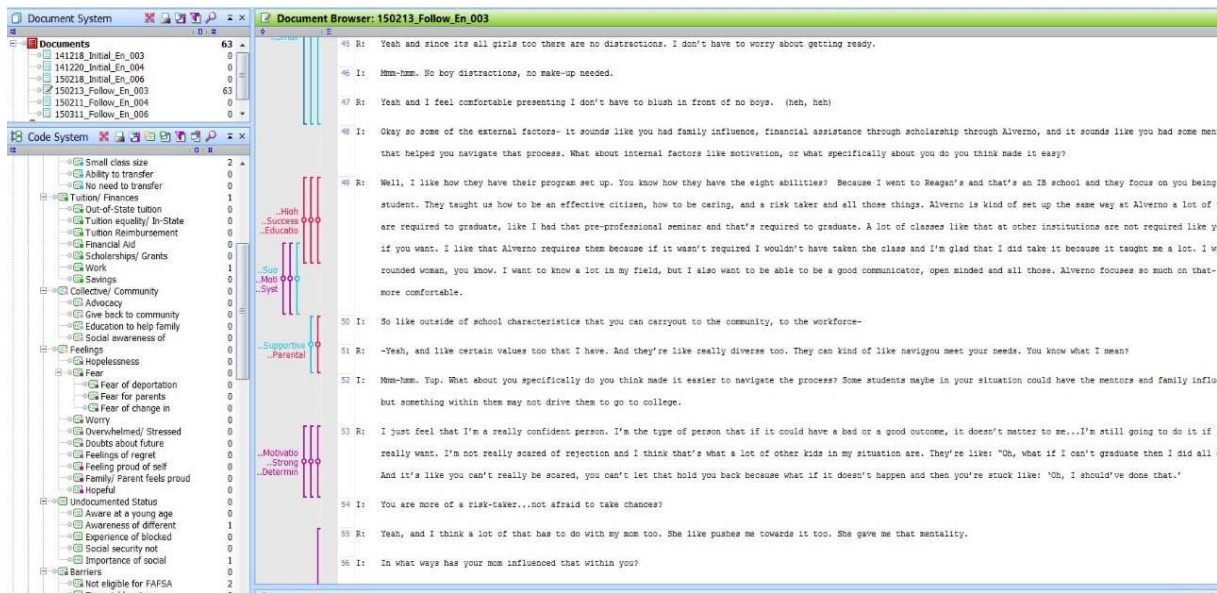 Document System
Documents 63
141218_Initial_En_003 0
141220_Initial_En_004 0
150218_Initial_En_006 0
150213_Follow_En_003 63
150211_Follow_En_004 0
150311_Follow_En_006 0
Code System
Small class size 2
Ability to transfer 0
No need to transfer 0
Tuition/ Finances 1
Out-of-State tuition 0
Tuition equality/ In-State 0
Tuition Reimbursement 0
Financial Aid 0
Scholarships/ Grants 0
Work 1
Savings 0
Collective/ Community 0
Advocacy 0
Give back to community 0
Education to help family 0
Social awareness of 0
Feelings 0
Hopelessness 0
Fear 0
Fear of deportation 0
Fear for parents 0
Fear of change in 0
Worry 0
Overwhelmed/ Stressed 0
Doubts about future 0
Feelings of regret 0
Feeling proud of self 0
Family/ Parent feels proud 0
Hopeful 0
Undocumented Status 0
Aware at a young age 0
Awareness of different 1
Experience of blocked 0
Social security not 0
Importance of social 1
Barriers 0
Not eligible for FAFSA 2
Document Browser: 150213_Follow_En_003
45 R: Yeah and since its all girls too there are no distractions. I don't have to worry about getting ready.
46 I: Mmm-hmm. No boy distractions, no make-up needed.
47 R: Yeah and I feel comfortable presenting I don't have to blush in front of no boys. (heh, heh)
48 I: Okay so some of the external factors- it sounds like you had family influence, financial assistance through scholarship through Alverno, and it sounds like you had some men
that helped you navigate that process. What about internal factors like motivation, or what specifically about you do you think made it easy?
..High
..Success
..Educatio
49 R: Well, I like how they have their program set up. You know how they have the eight abilities? Because I went to Reagan's and that's an IB school and they focus on you being
student. They taught us how to be an effective citizen, how to be caring, and a risk taker and all those things. Alverno is kind of set up the same way at Alverno a lot of
are required to graduate, like I had that pre-professional seminar and that's required to graduate. A lot of classes like that at other institutions are not required like y
if you want. I like that Alverno requires them because if it wasn't required I wouldn't have taken the class and I'm glad that I did take it because it taught me a lot. I w
rounded woman, you know. I want to know a lot in my field, but I also want to be able to be a good communicator, open minded and all those. Alverno focuses so much on that-
more comfortable.
..Sup
..Moti
..Syst
50 I: So like outside of school characteristics that you can carryout to the community, to the workforce-
..Supportive
..Parental
51 R: -Yeah, and like certain values too that I have. And they're like really diverse too. They can kind of like navigyou meet your needs. You know what I mean?
52 I: Mmm-hmm. Yup. What about you specifically do you think made it easier to navigate the process? Some students maybe in your situation could have the mentors and family influ
but something within them may not drive them to go to college.
..Motivatio
..Strong
..Determin
53 R: I just feel that I'm a really confident person. I'm the type of person that if it could have a bad or a good outcome, it doesn't matter to me...I'm still going to do it if
really want. I'm not really scared of rejection and I think that's what a lot of other kids in my situation are. They're like: "Oh, what if I can't graduate then I did all
And it's like you can't really be scared, you can't let that hold you back because what if it doesn't happen and then you're stuck like: 'Oh, I should've done that.'
54 I: You are more of a risk-taker...not afraid to take chances?
55 R: Yeah, and I think a lot of that has to do with my mom too. She like pushes me towards it too. She gave me that mentality.
56 I: In what ways has your mom influenced that within you?